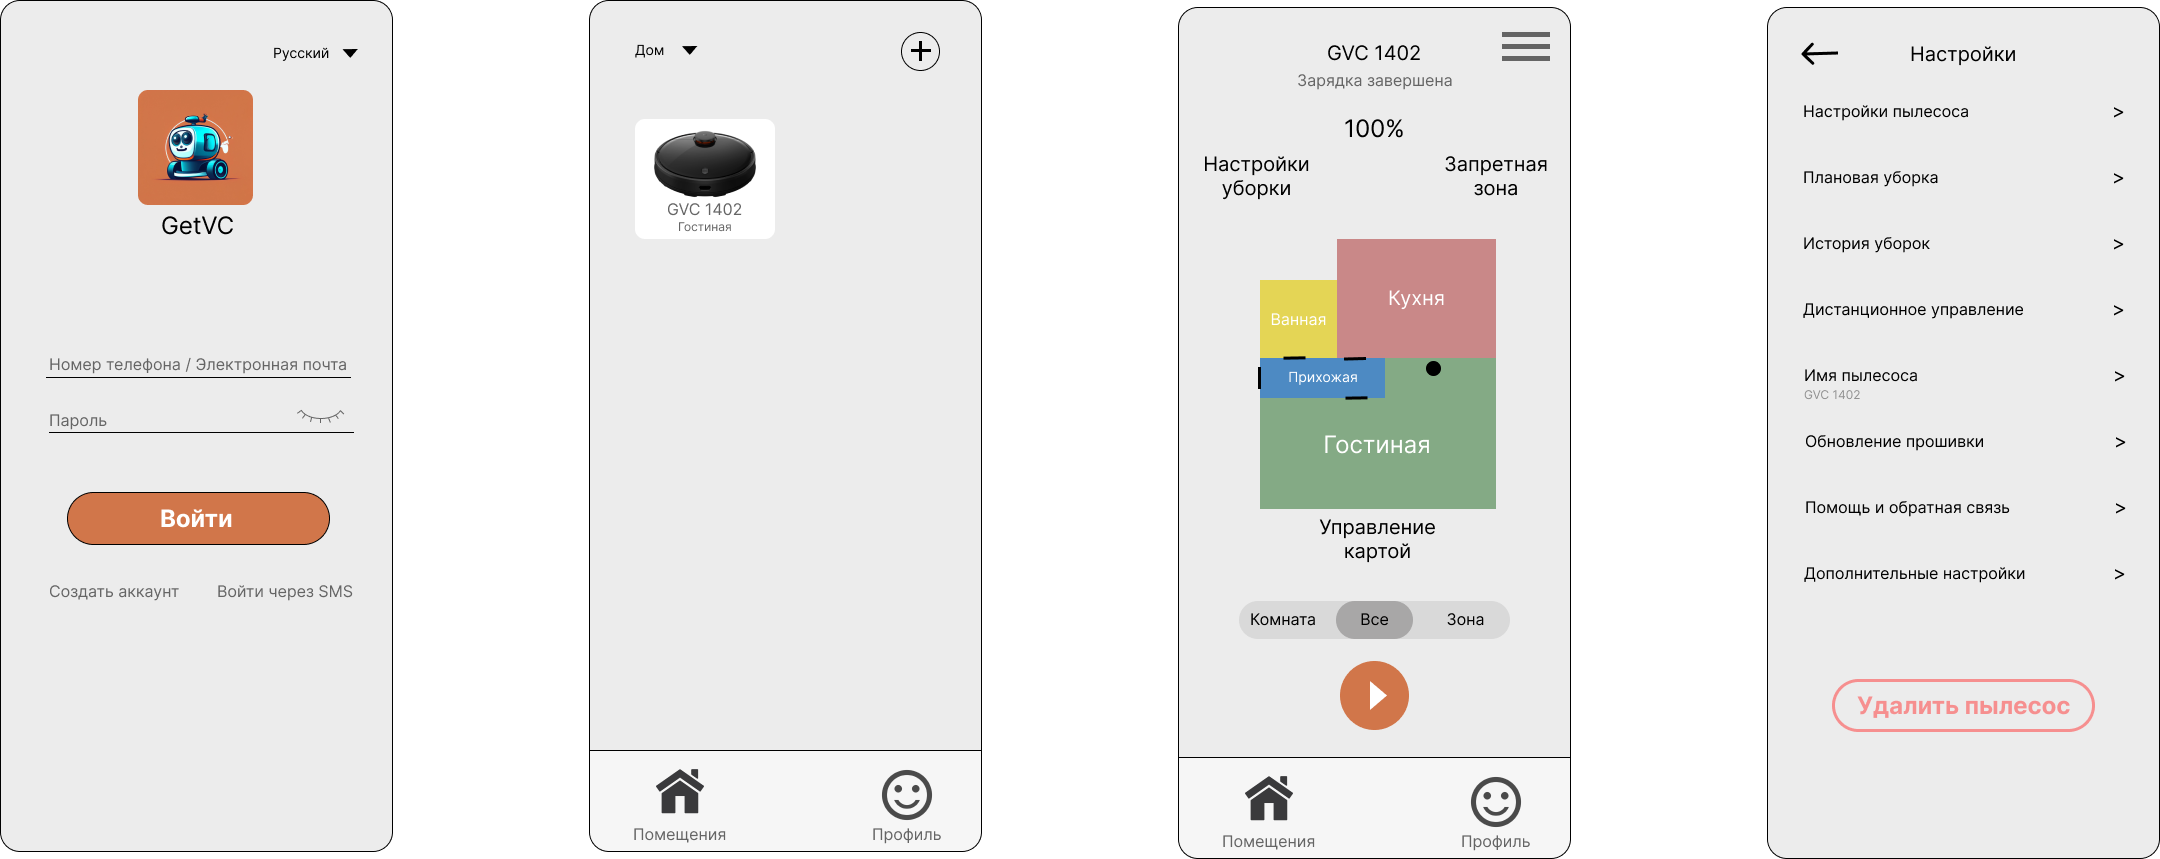 Русский
GetVC
Номер телефона / Электронная почта
Пароль
Войти
Создать аккаунт
Войти через SMS
Дом
GVC 1402
Гостиная
Помещения
Профиль
GVC 1402
Зарядка завершена
100%
Настройки
уборки
Запретная
зона
Кухня
Ванная
Прихожая
Гостиная
Управление
картой
Комната
Все
Зона
Помещения
Профиль
Настройки
Настройки пылесоса >
Плановая уборка >
История уборок >
Дистанционное управление >
Имя пылесоса >
GVC 1402
Обновление прошивки >
Помощь и обратная связь >
Дополнительные настройки >
Удалить пылесос